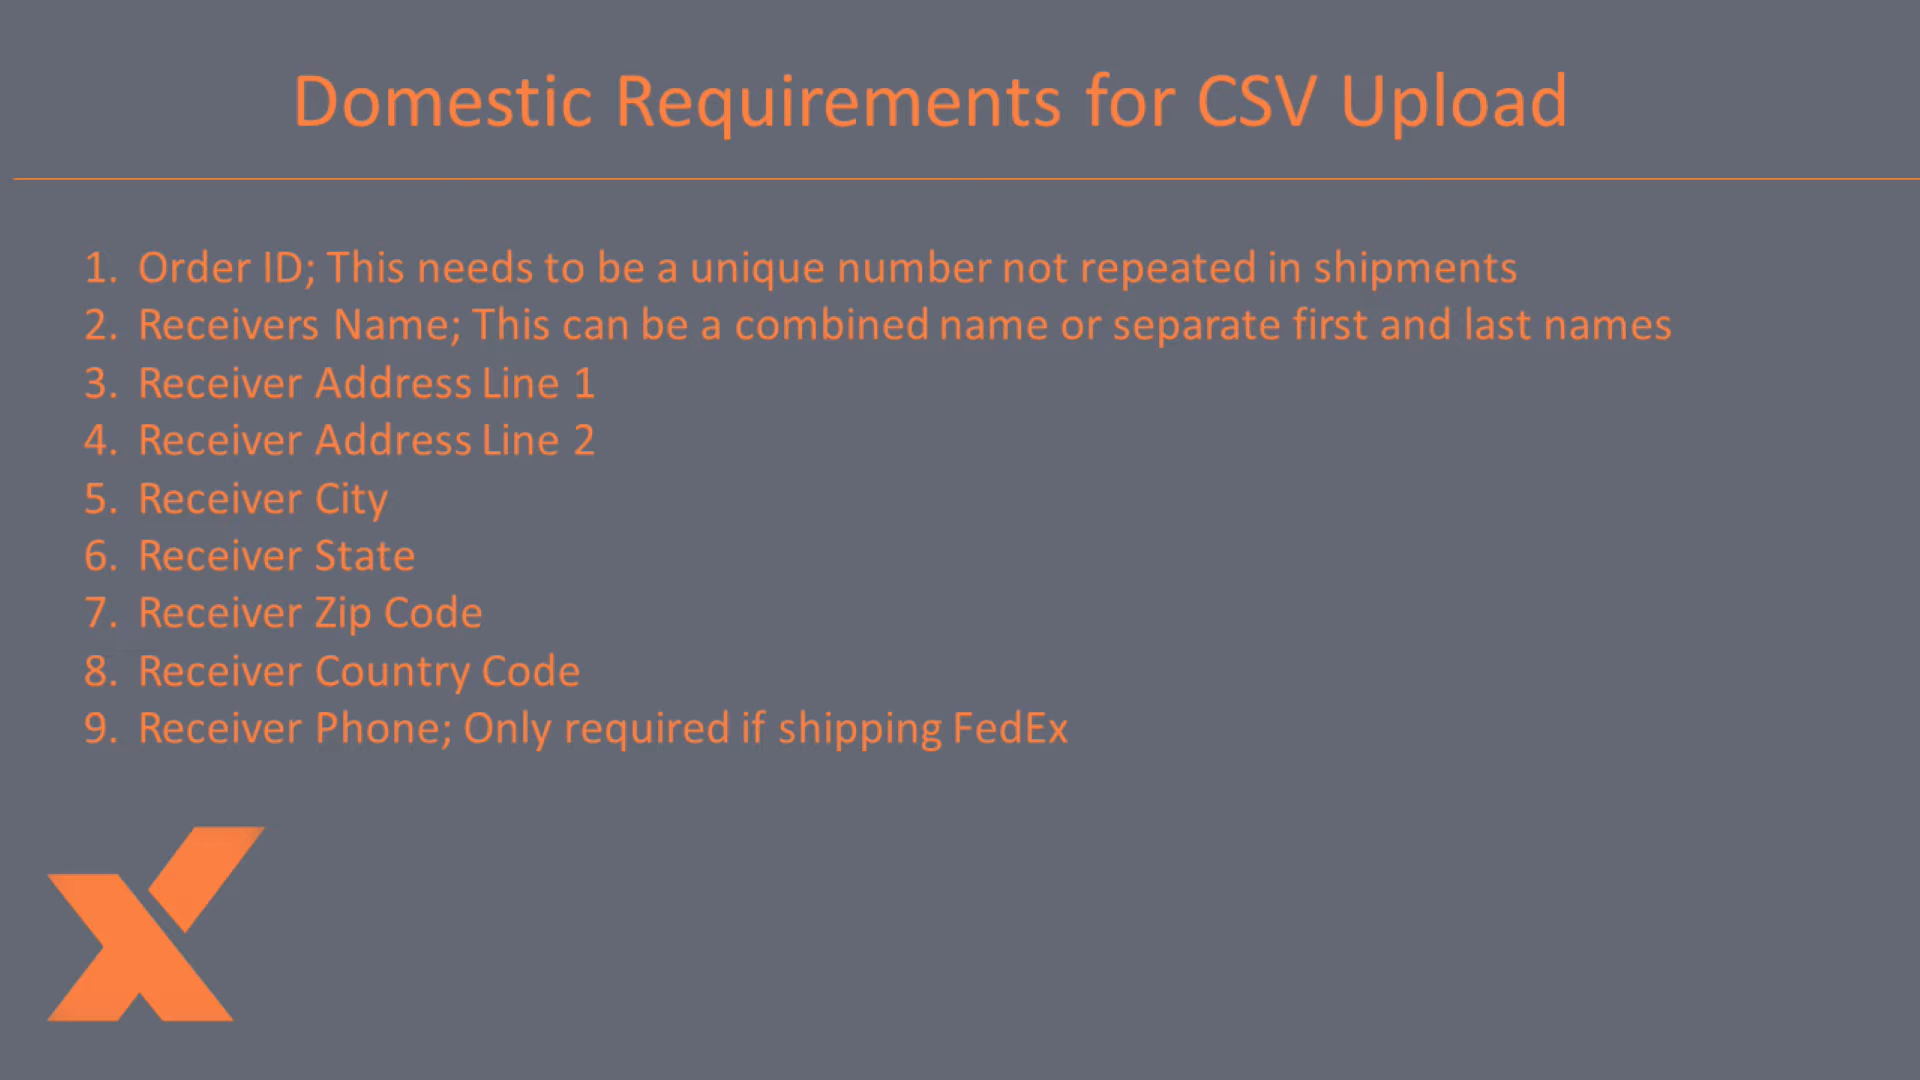 Domestic Requirements for CSV Upload
1. Order ID; This needs to be a unique number not repeated in shipments
2. Receivers Name; This can be a combined name or separate first and last names
3. Receiver Address Line 1
4. Receiver Address Line 2
5. Receiver City
6. Receiver State
7. Receiver Zip Code
8. Receiver Country Code
9. Receiver Phone; Only required if shipping FedEx